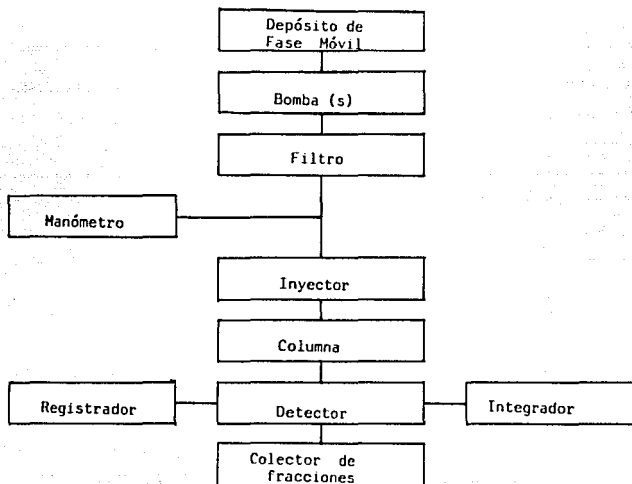 Depósito de
Fase Móvil
Bomba (s)
Filtro
Manómetro
Inyector
Columna
Registrador
Detector
Integrador
Colector de
fracciones